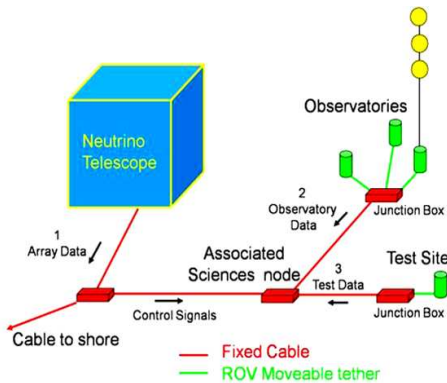 Neutrino
Telescope
Observatories
1
Array Data
2
Observatory
Data
Junction Box
Associated
Sciences node
3
Test Data
Test Site
Control Signals
Junction Box
Cable to shore
Fixed Cable
ROV Moveable tether